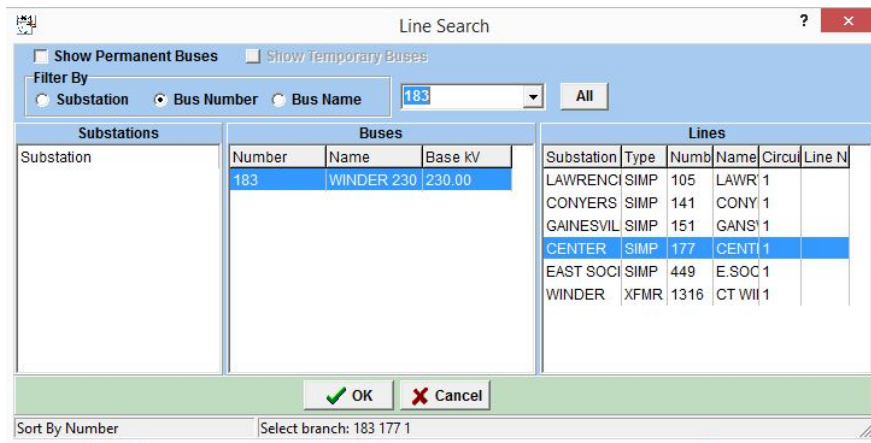 Line Search
? ×
Show Permanent Buses Show Temporary Buses
Filter By
Substation Bus Number Bus Name 183 All
Substations Buses Lines
Substation
Number Name Base kV
183 WINDER 230 230.00
Substation Type Numb Name Circui Line N
LAWRENCI SIMP 105 LAWR 1
CONYERS SIMP 141 CONY 1
GAINESVIL SIMP 151 GANS 1
CENTER SIMP 177 CENT 1
EAST SOCI SIMP 449 E.SOC 1
WINDER XFMR 1316 CT WI 1
OK Cancel
Sort By Number Select branch: 183 177 1